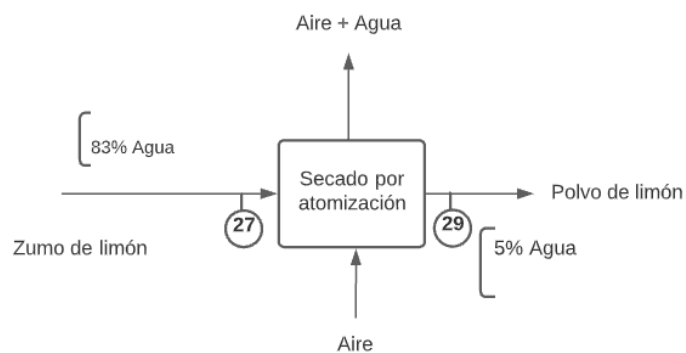 Aire + Agua
83% Agua
Secado por
atomización
Polvo de limón
27
29
Zumo de limón
5% Agua
Aire